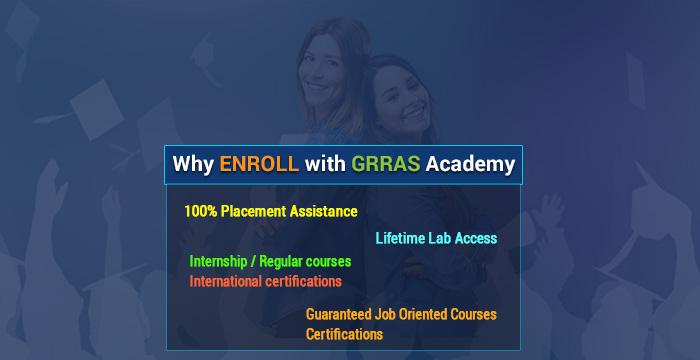 Why ENROLL with GRRAS Academy
100% Placement Assistance
Lifetime Lab Access
Internship / Regular courses
International certifications
Guaranteed Job Oriented Courses
Certifications